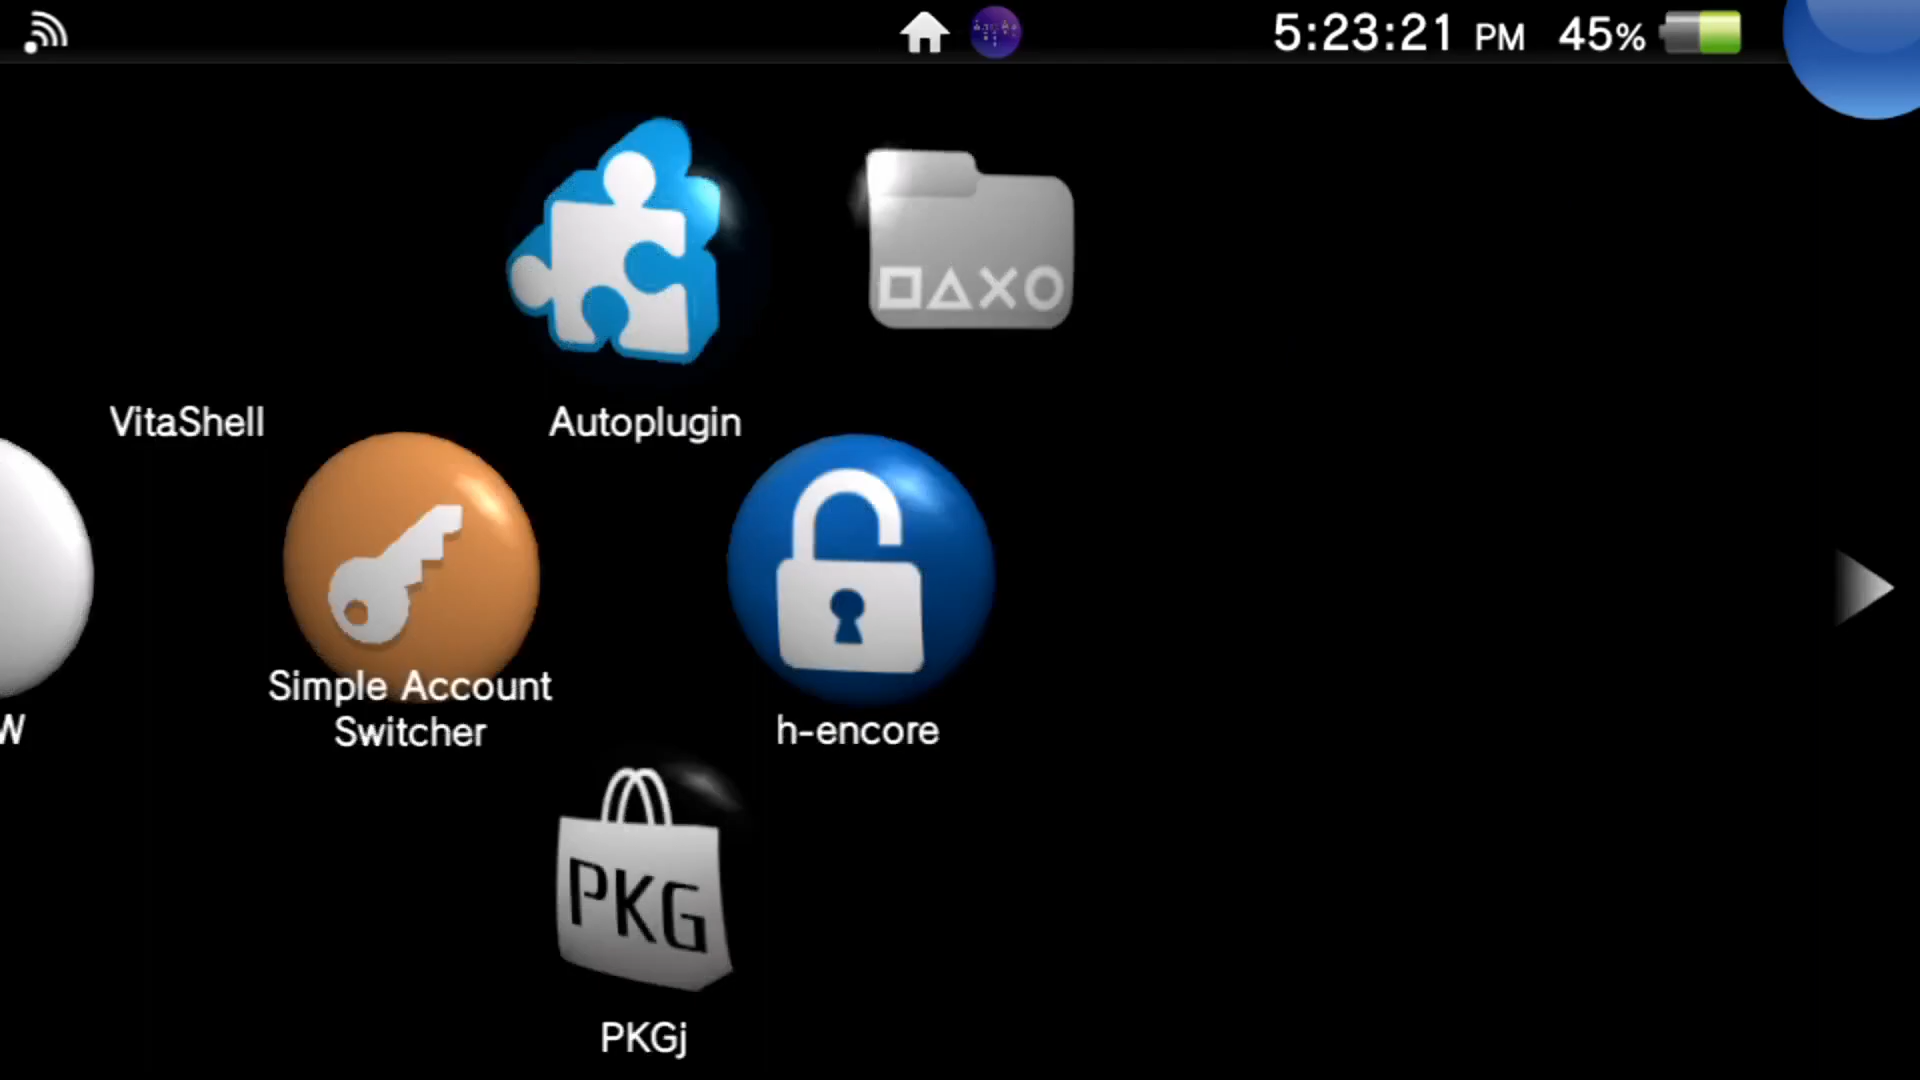 5:23:21 PM 45%
VitaShell
Autoplugin
Simple Account
Switcher
h-encore
W
PKG
PKGj